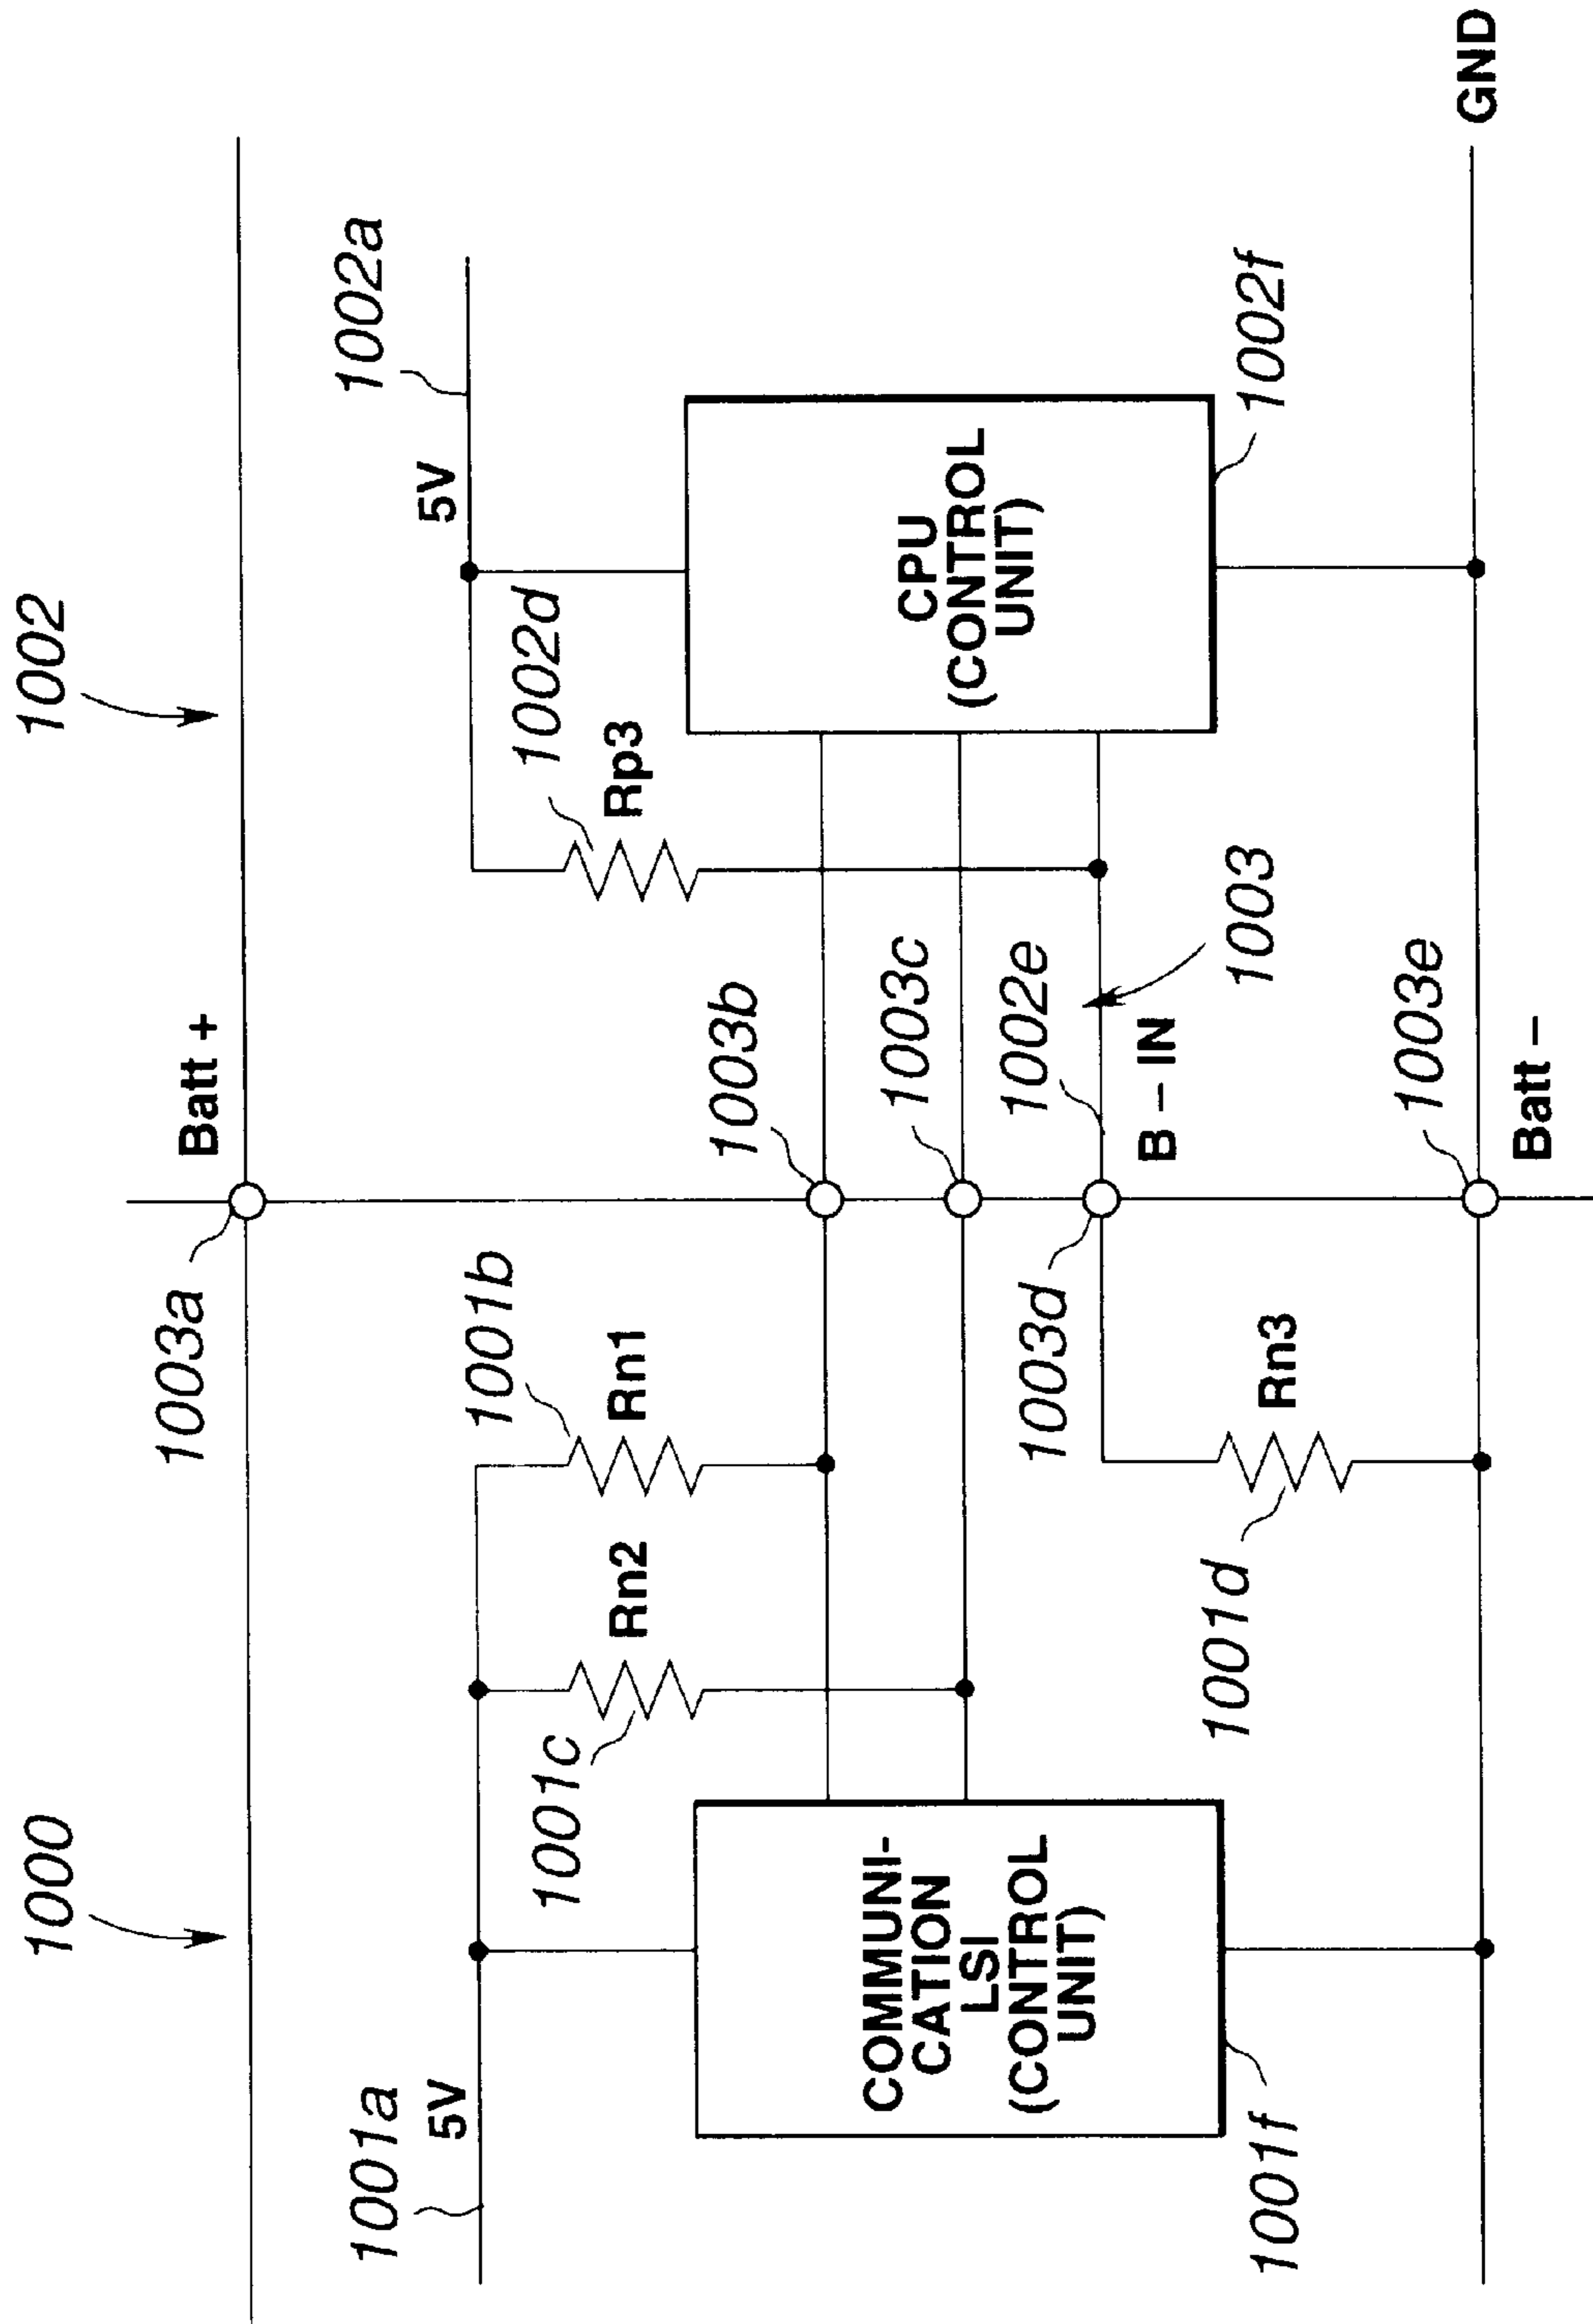 1000
1002
Batt +
1003a
1001a
5V
1001c
Rn2
1001b
Rn1
5V
1002a
1002d
Rp3
1003b
1003c
1002e
1003
B – IN
1003d
COMMUNI-
CATION
LSI
(CONTROL
UNIT)
1001f
CPU
(CONTROL
UNIT)
1002f
1001d
Rn3
1003e
Batt –
GND